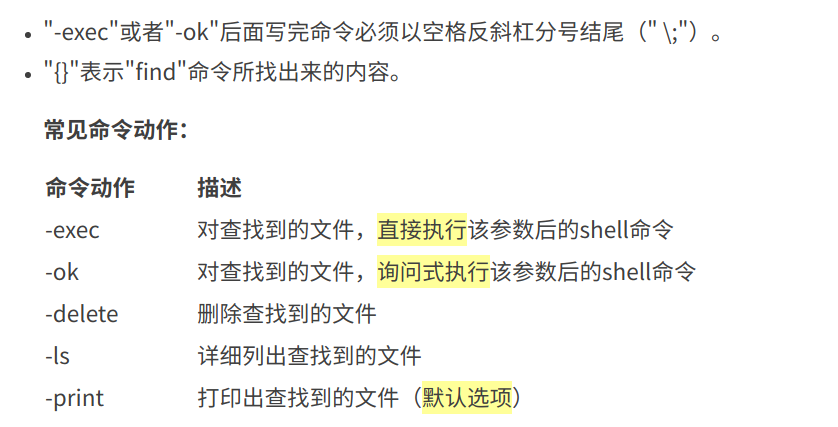 "-exec"或者"-ok"后面写完命令必须以空格反斜杠分号结尾（" \;"）。
"{}"表示"find"命令所找出来的内容。
常见命令动作：
命令动作 描述
-exec 对查找到的文件，直接执行该参数后的shell命令
-ok 对查找到的文件，询问式执行该参数后的shell命令
-delete 删除查找到的文件
-ls 详细列出查找到的文件
-print 打印出查找到的文件（默认选项）